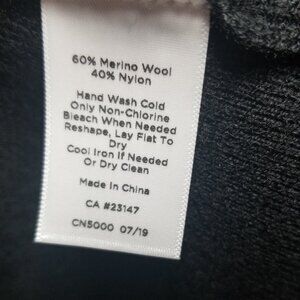 60% Merino Wool
40% Nylon
Hand Wash Cold
Only Non-Chlorine
Bleach When Needed
Reshape, Lay Flat To
Dry
Cool Iron If Needed
Or Dry Clean
Made In China
CA #23147
CN5000 07/19